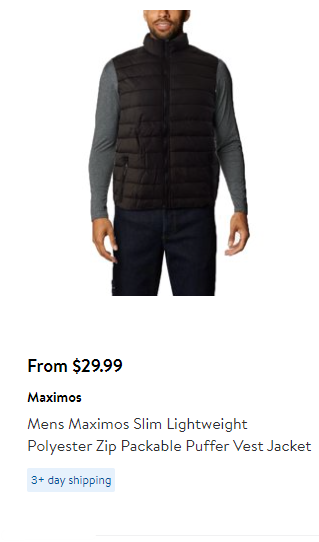 From $29.99
Maximos
Mens Maximos Slim Lightweight
Polyester Zip Packable Puffer Vest Jacket
3+ day shipping